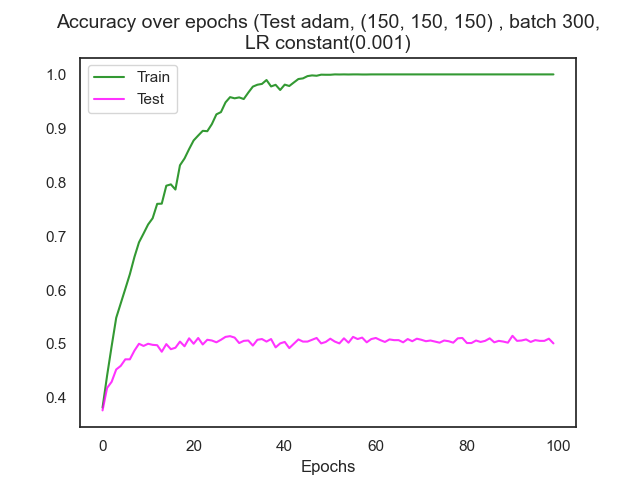 Accuracy over epochs (Test adam, (150, 150, 150) , batch 300,
LR constant(0.001)
Train
Test
1.0
0.9
0.8
0.7
0.6
0.5
0.4
0 20 40 60 80 100
Epochs